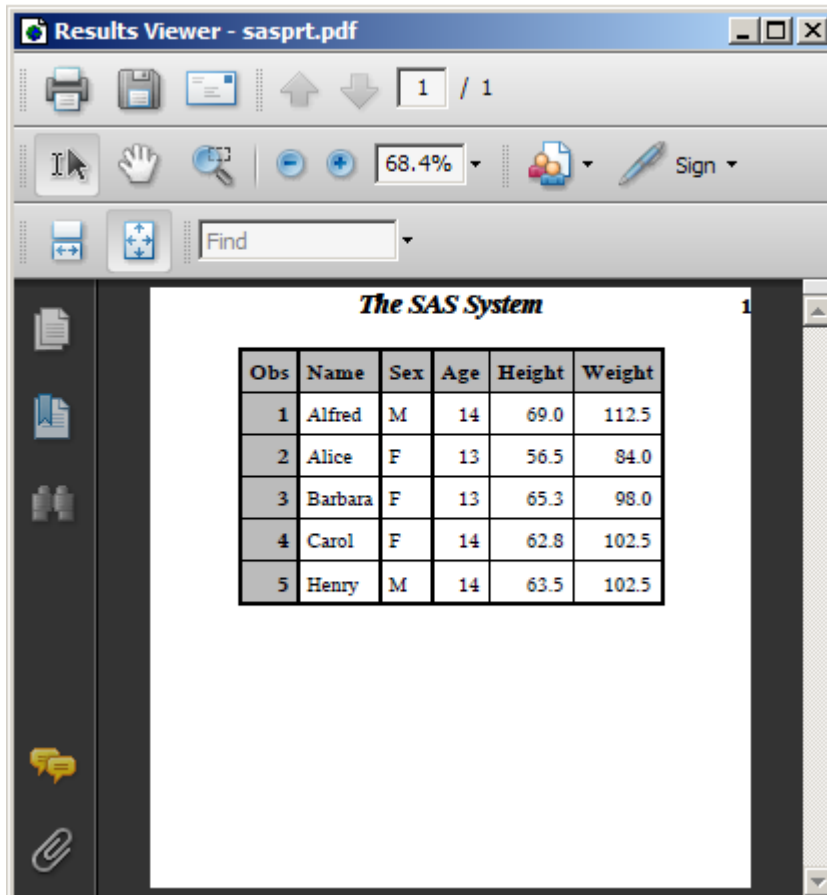 Results Viewer - sasprt.pdf
1 / 1
68.4% Sign
Find
The SAS System 1
Obs Name Sex Age Height Weight
1 Alfred M 14 69.0 112.5
2 Alice F 13 56.5 84.0
3 Barbara F 13 65.3 98.0
4 Carol F 14 62.8 102.5
5 Henry M 14 63.5 102.5